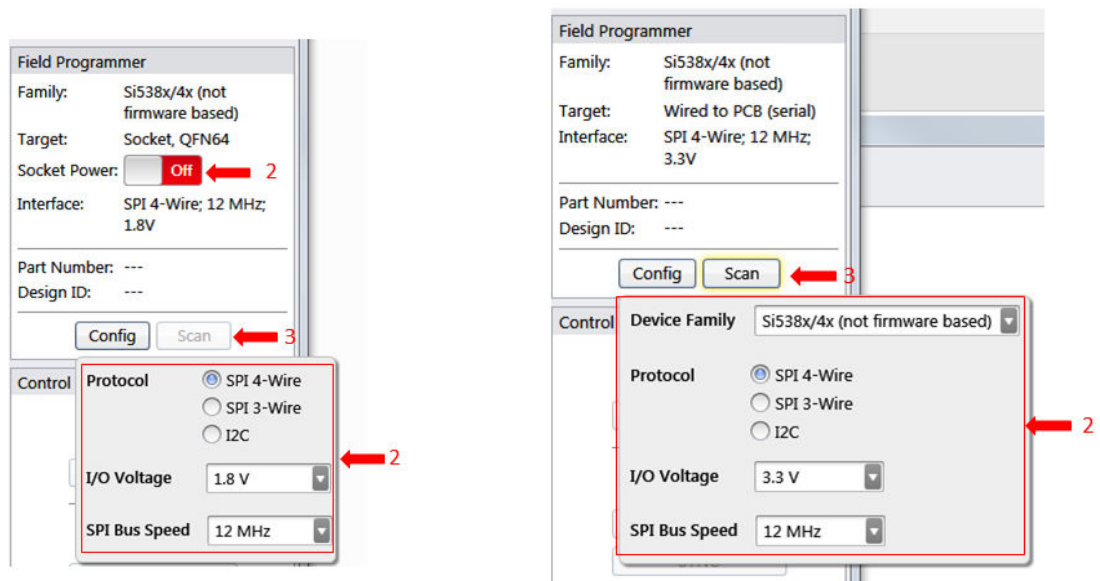 Field Programmer
Family: Si538x/4x (not
firmware based)
Target: Socket, QFN64
Socket Power: Off 2
Interface: SPI 4-Wire; 12 MHz;
1.8V
Part Number: ---
Design ID: ---
Config Scan 3
Control
Protocol SPI 4-Wire
SPI 3-Wire
I2C
2
I/O Voltage 1.8 V
SPI Bus Speed 12 MHz
Field Programmer
Family: Si538x/4x (not
firmware based)
Target: Wired to PCB (serial)
Interface: SPI 4-Wire; 12 MHz;
3.3V
Part Number: ---
Design ID: ---
Config Scan 3
Control
Device Family Si538x/4x (not firmware based)
Protocol SPI 4-Wire
SPI 3-Wire
2
I2C
I/O Voltage 3.3 V
SPI Bus Speed 12 MHz